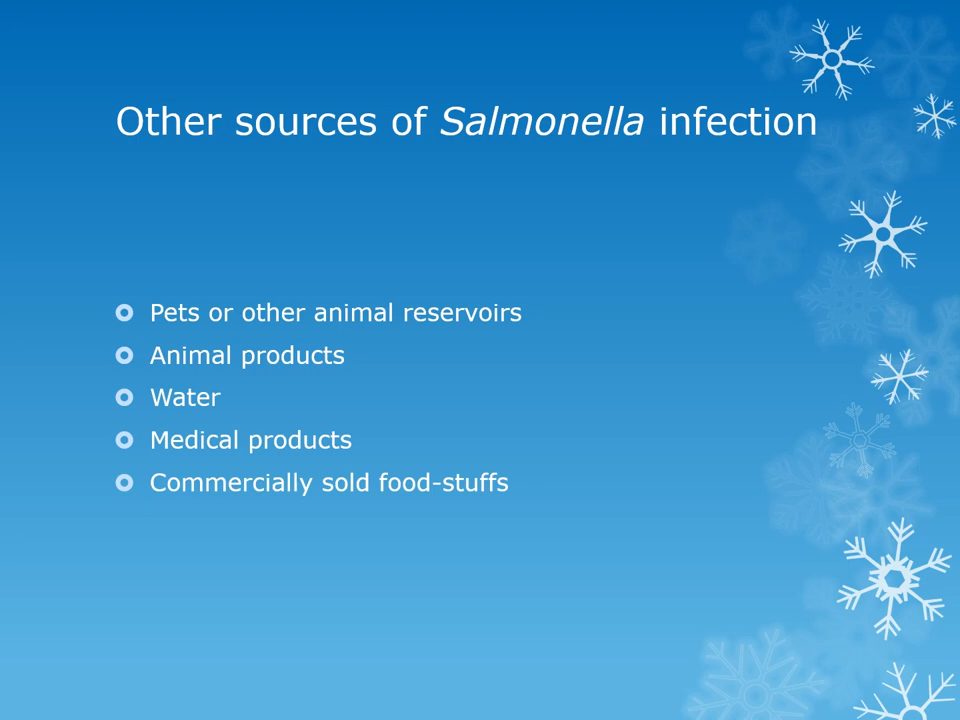 Other sources of Salmonella infection
Pets or other animal reservoirs
Animal products
Water
Medical products
Commercially sold food-stuffs